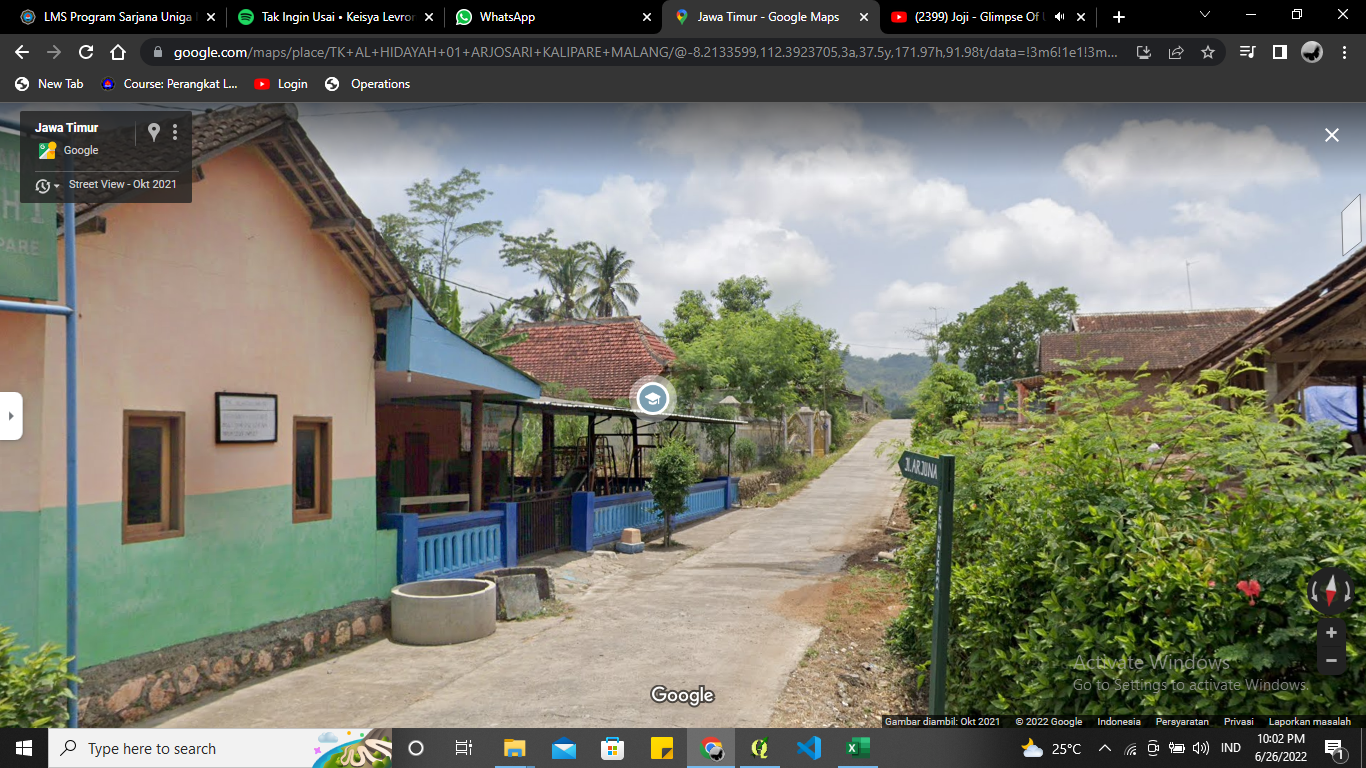 LMS Program Sarjana Uniga
Tak Ingin Usai • Keisya Levron
WhatsApp
Jawa Timur - Google Maps
(2399) Joji - Glimpse Of U
google.com/maps/place/TK+AL+HIDAYAH+01+ARJOSARI+KALIPARE+MALANG/@-8.2133599,112.3923705,3a,37.5y,171.97h,91.98t/data=!3m6!1e1!3m...
New Tab
Course: Perangkat L...
Login
Operations
Jawa Timur
Google
Street View - Okt 2021
H 1
PARE
JL.ARJUNA
Google
Activate Windows
Go to Settings to activate Windows.
Gambar diambil: Okt 2021 © 2022 Google Indonesia Persyaratan Privasi Laporkan masalah
Type here to search
25°C
IND
10:02 PM
6/26/2022
1